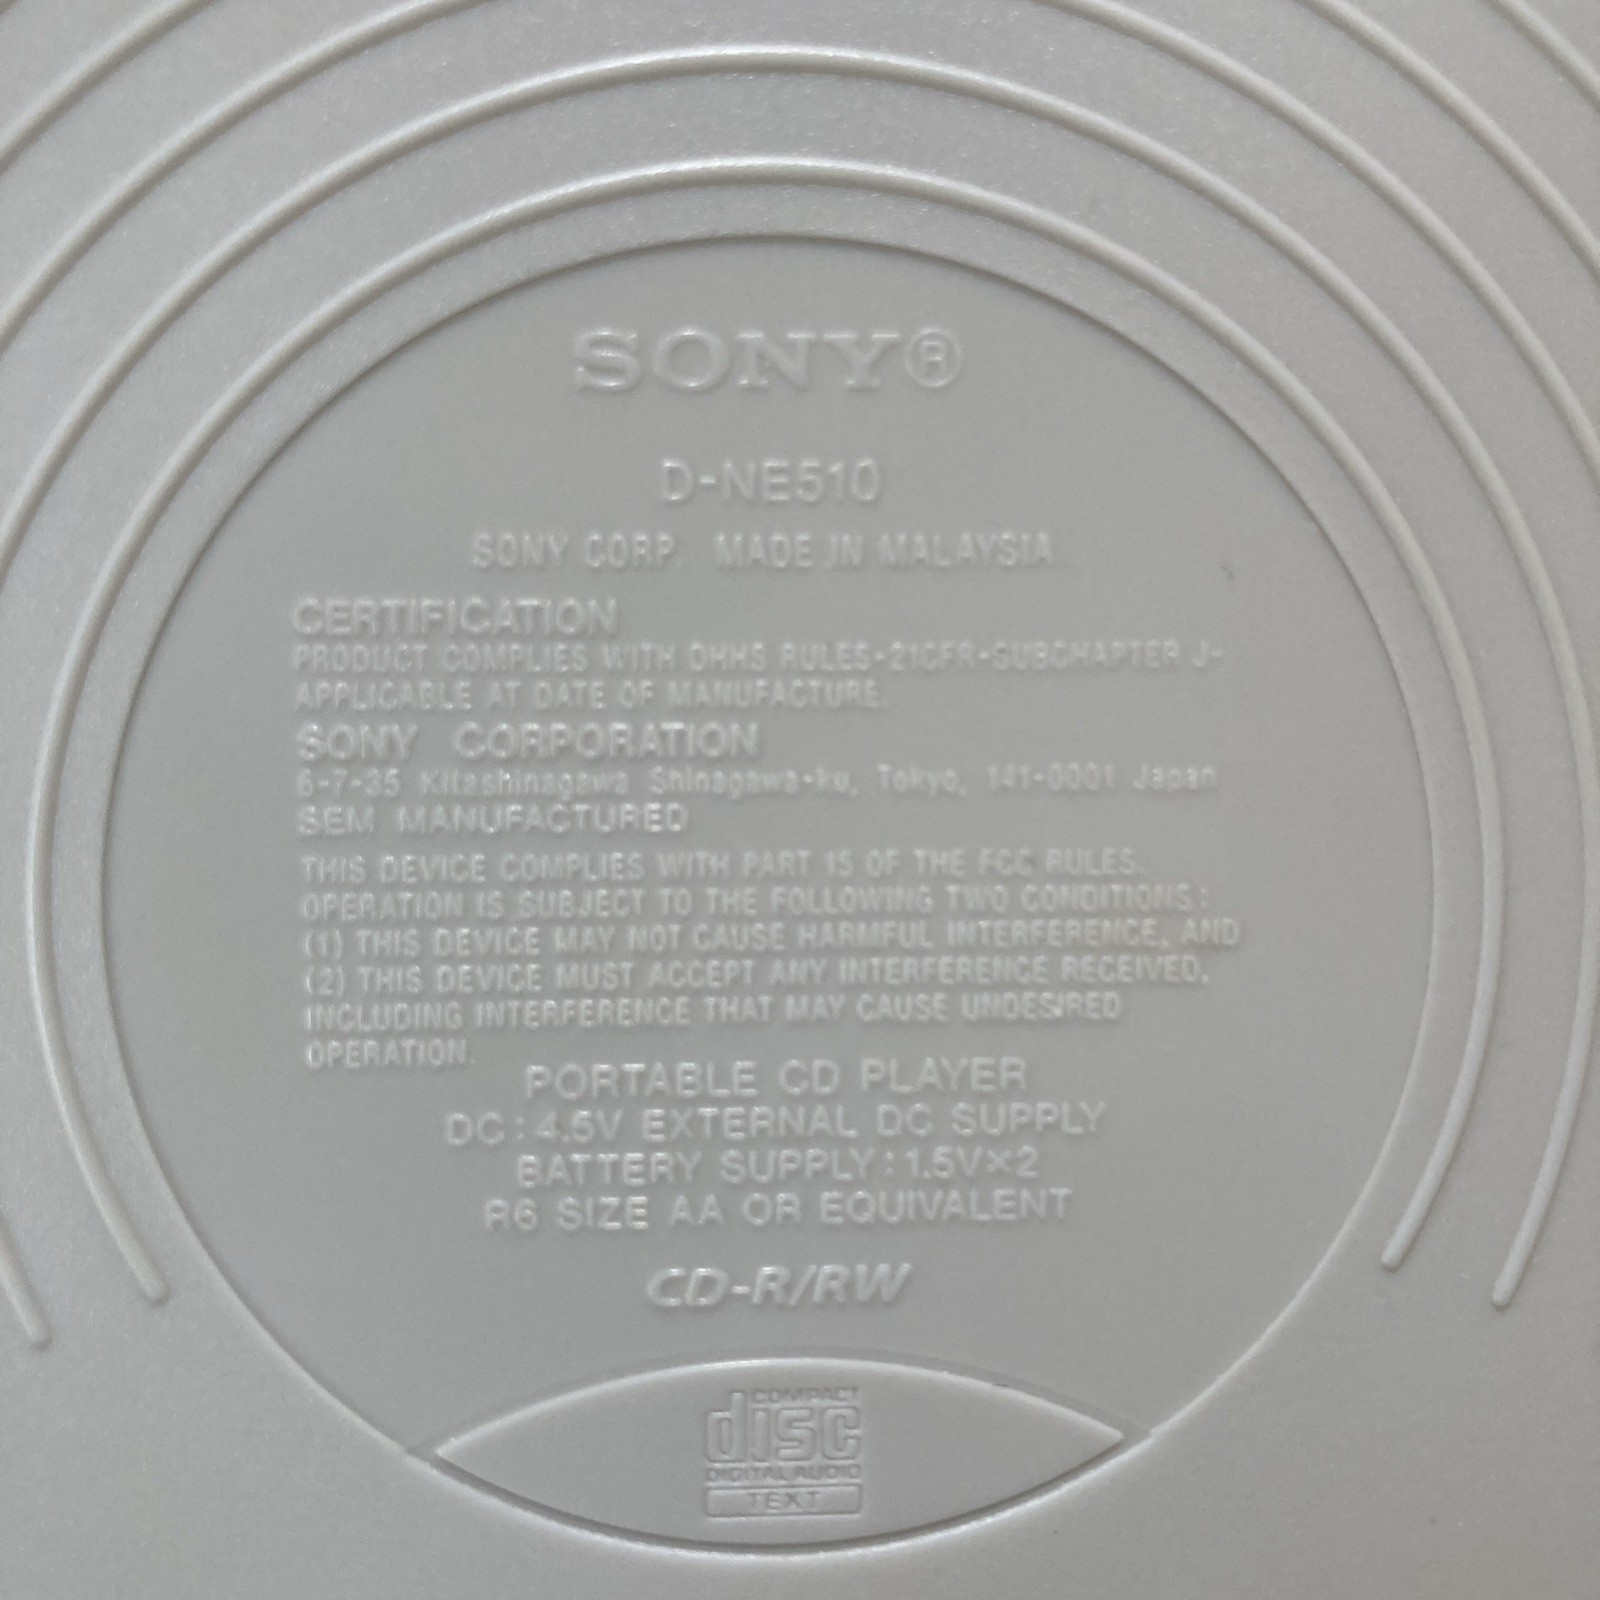 SONY®
D-NE510
SONY CORP. MADE IN MALAYSIA
CERTIFICATION
PRODUCT COMPLIES WITH DHHS RULES-21CFR-SUBCHAPTER J-
APPLICABLE AT DATE OF MANUFACTURE.
SONY CORPORATION
6-7-35 Kitashinagawa Shinagawa-ku, Tokyo, 141-0001 Japan
SEM MANUFACTURED
THIS DEVICE COMPLIES WITH PART 15 OF THE FCC RULES.
OPERATION IS SUBJECT TO THE FOLLOWING TWO CONDITIONS:
(1) THIS DEVICE MAY NOT CAUSE HARMFUL INTERFERENCE, AND
(2) THIS DEVICE MUST ACCEPT ANY INTERFERENCE RECEIVED,
INCLUDING INTERFERENCE THAT MAY CAUSE UNDESIRED
OPERATION.
PORTABLE CD PLAYER
DC:4.5V EXTERNAL DC SUPPLY
BATTERY SUPPLY:1.5V×2
R6 SIZE AA OR EQUIVALENT
CD-R/RW
COMPACT
disc
DIGITAL AUDIO
TEXT